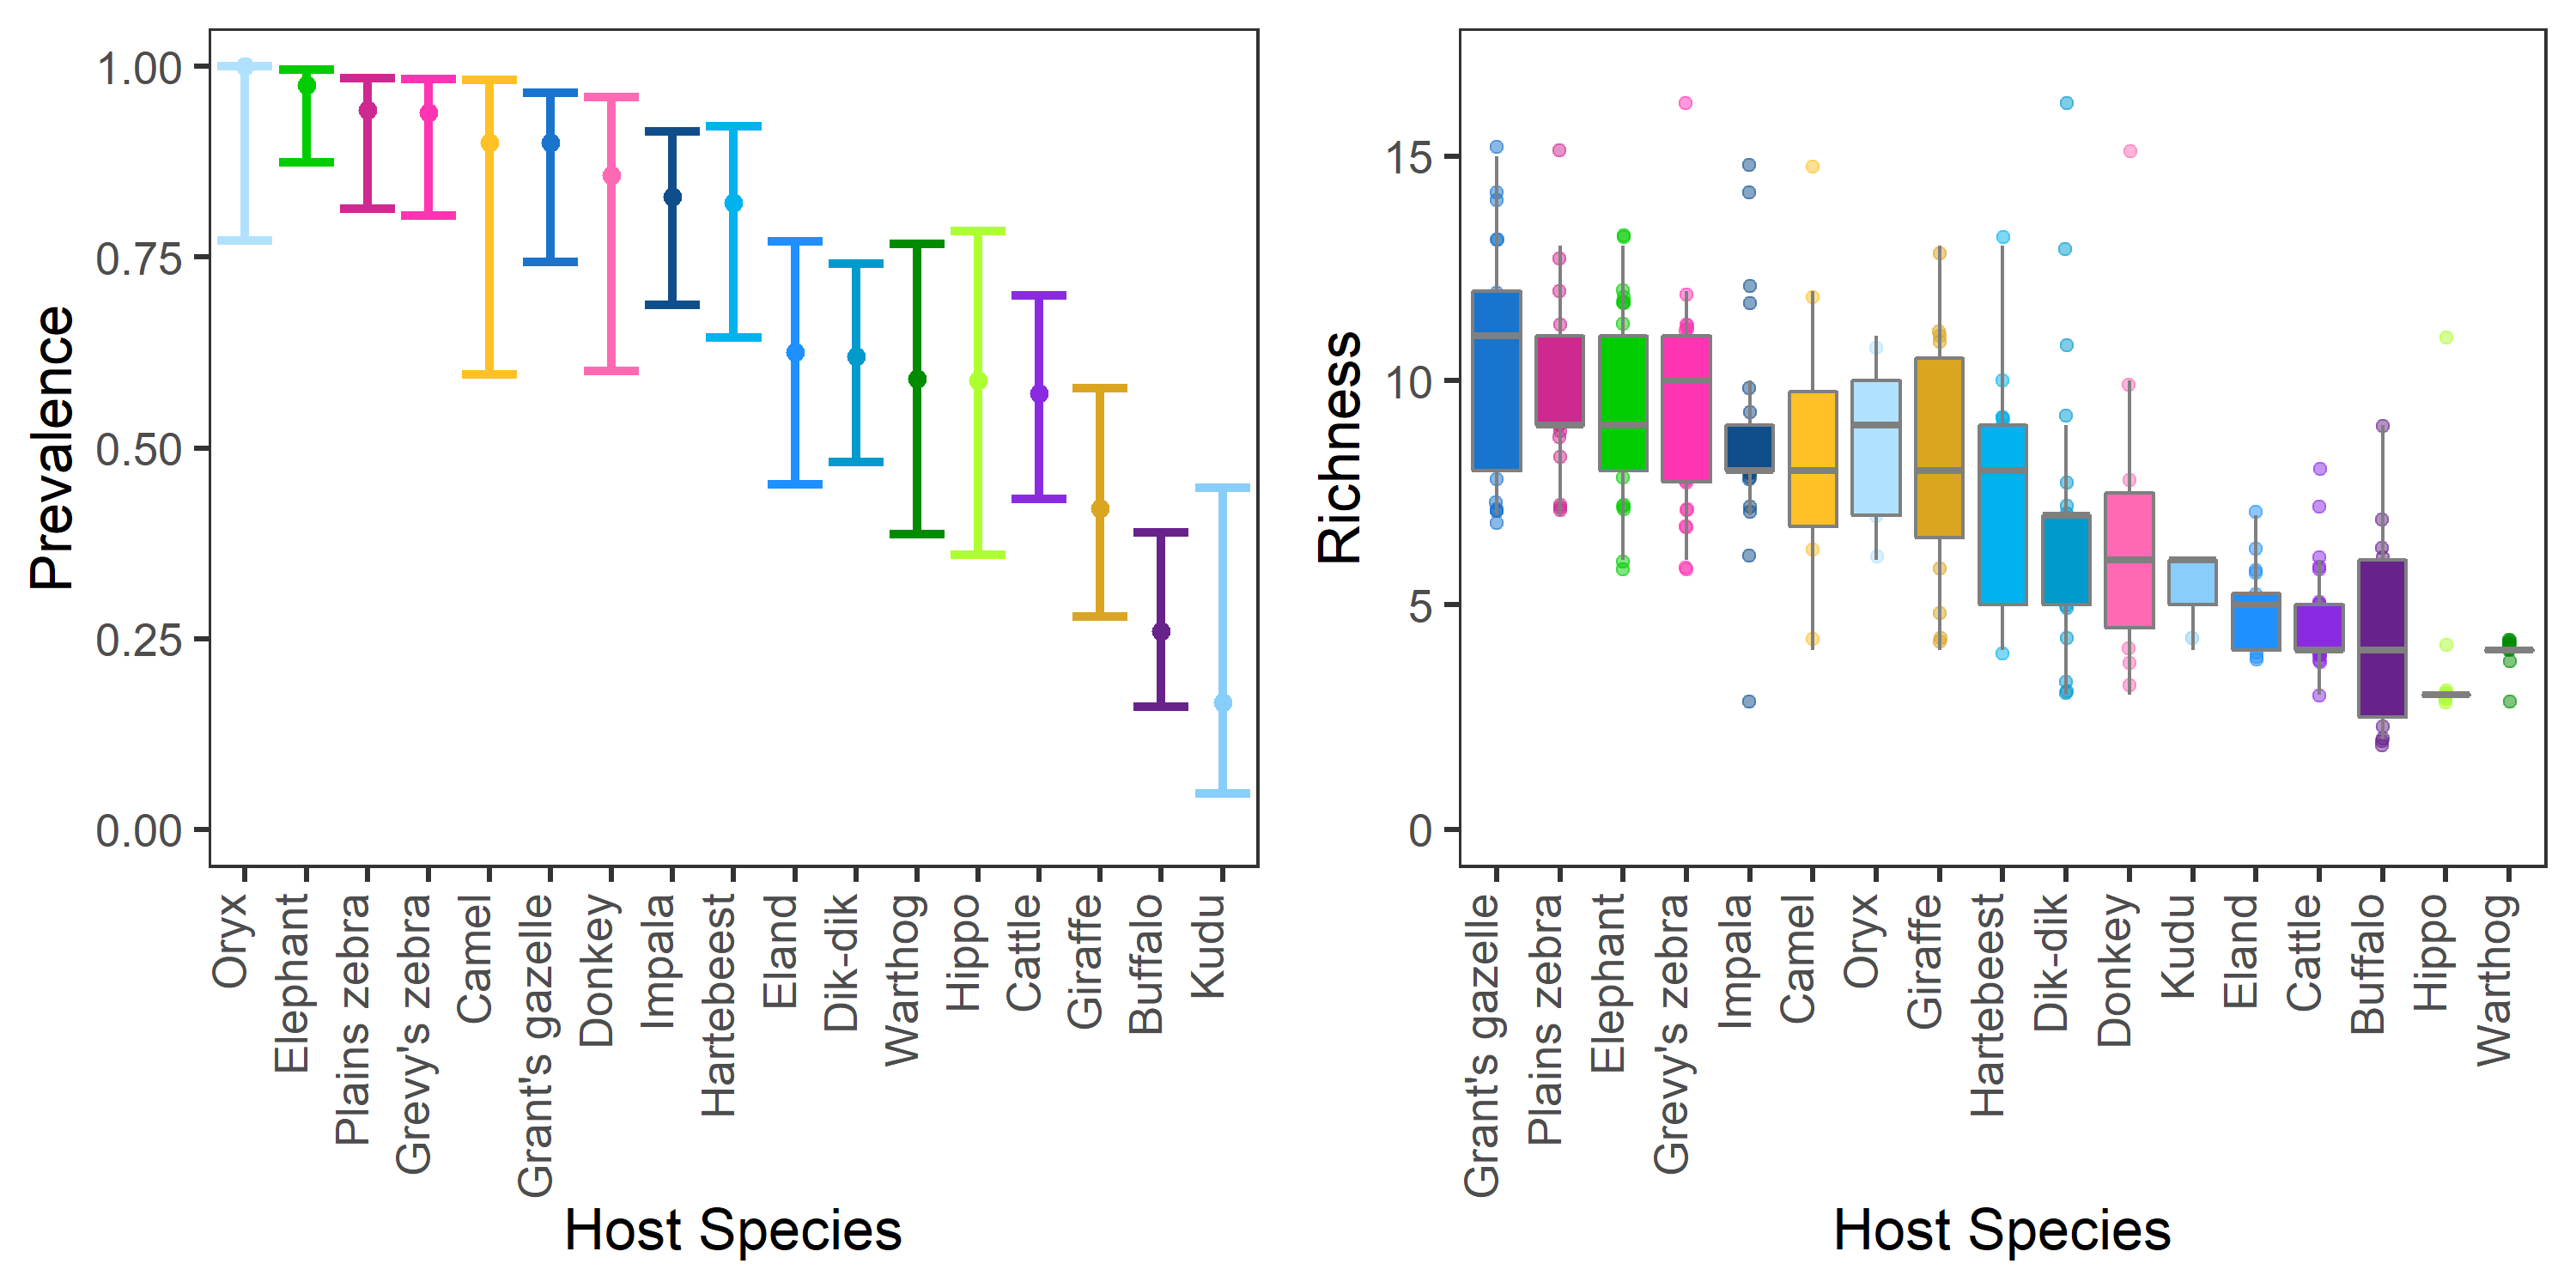 Prevalence
1.00
0.75
0.50
0.25
0.00
Oryx
Elephant
Plains zebra
Grevy's zebra
Camel
Grant's gazelle
Donkey
Impala
Hartebeest
Eland
Dik-dik
Warthog
Hippo
Cattle
Giraffe
Buffalo
Kudu
Host Species
Richness
15
10
5
0
Grant's gazelle
Plains zebra
Elephant
Grevy's zebra
Impala
Camel
Oryx
Giraffe
Hartebeest
Dik-dik
Donkey
Kudu
Eland
Cattle
Buffalo
Hippo
Warthog
Host Species